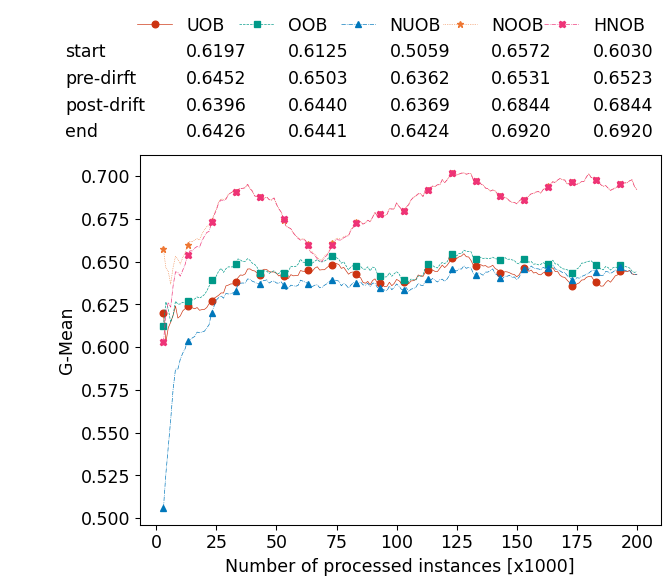 UOB OOB NUOB NOOB HNOB
start 0.6197 0.6125 0.5059 0.6572 0.6030
pre-dirft 0.6452 0.6503 0.6362 0.6531 0.6523
post-drift 0.6396 0.6440 0.6369 0.6844 0.6844
end 0.6426 0.6441 0.6424 0.6920 0.6920
0.700
0.675
0.650
0.625
0.600
0.575
0.550
0.525
0.500
G-Mean
0 25 50 75 100 125 150 175 200
Number of processed instances [x1000]